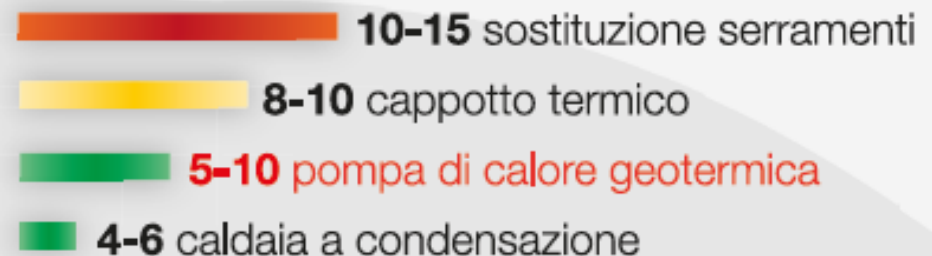 10-15 sostituzione serramenti
8-10 cappotto termico
5-10 pompa di calore geotermica
4-6 caldaia a condensazione